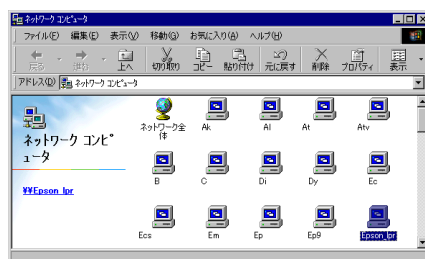 ネットワーク コンピュータ
ファイル(F) 編集(E) 表示(V) 移動(G) お気に入り(A) ヘルプ(H)
戻る 進む 上へ 切り取り コピー 貼り付け 元に戻す 削除 プロパティ 表示
アドレス(D) ネットワーク コンピュータ
ネットワーク コンピ
ュータ
¥¥Epson_lpr
ネットワーク全
体 Ak Al At Atv
B C Di Dy Ec
Ecs Em Ep Ep9 Epson_lpr